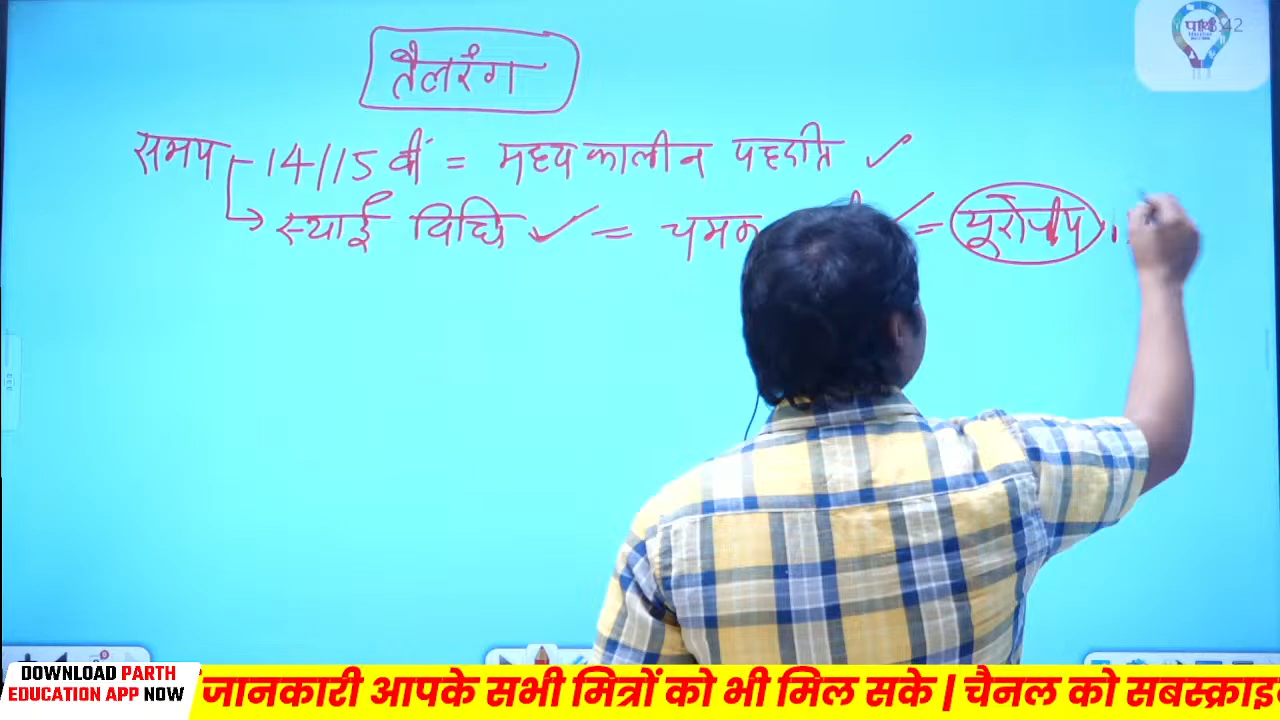 पार्थ
तैलरंग
समय - 14/15 वीं = मध्यकालीन पद्दति ✓
स्थाई विधि ✓ = चमक ✓ = यूरोपीय
DOWNLOAD PARTH
EDUCATION APP NOW
जानकारी आपके सभी मित्रों को भी मिल सके | चैनल को सबस्क्राइ